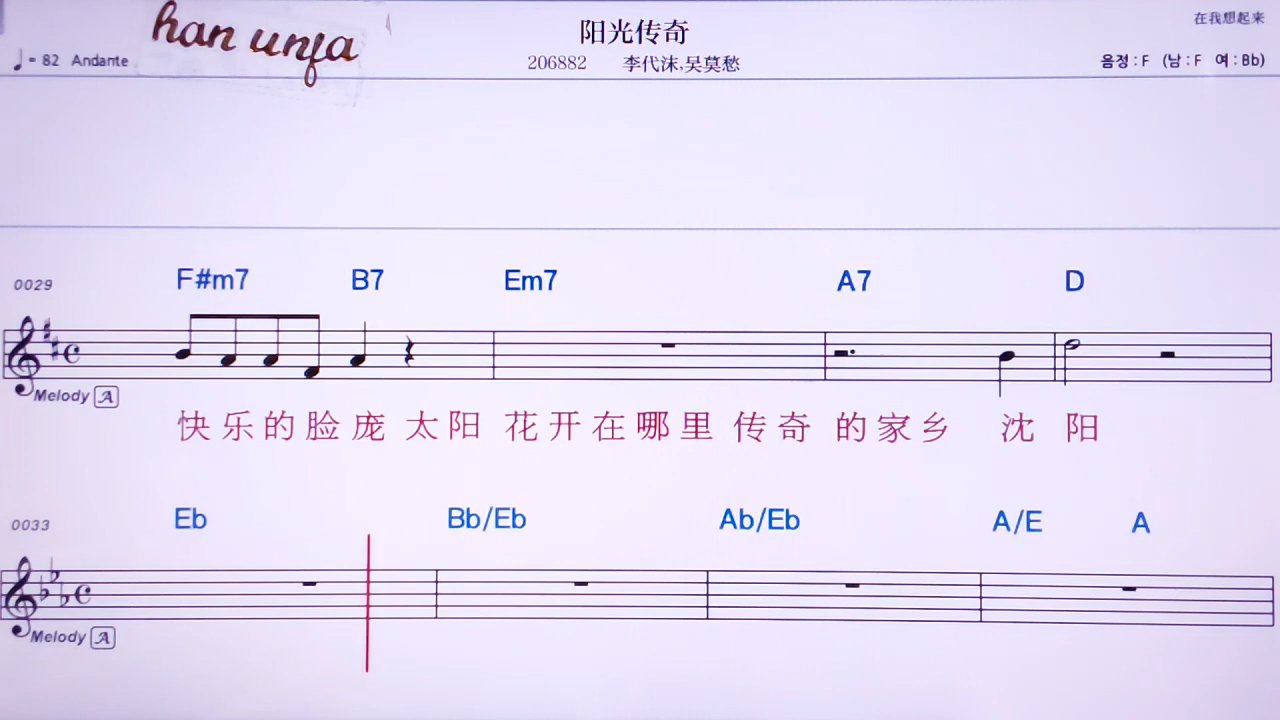 han unfa
阳光传奇
在我想起来
♩= 82 Andante
206882 李代沫,吴莫愁
음정 : F (남 : F 여 : Bb)
0029
F#m7 B7 Em7 A7 D
Melody A
快乐的脸庞 太阳 花开在哪里 传奇 的家乡 沈 阳
0033
Eb Bb/Eb Ab/Eb A/E A
Melody A